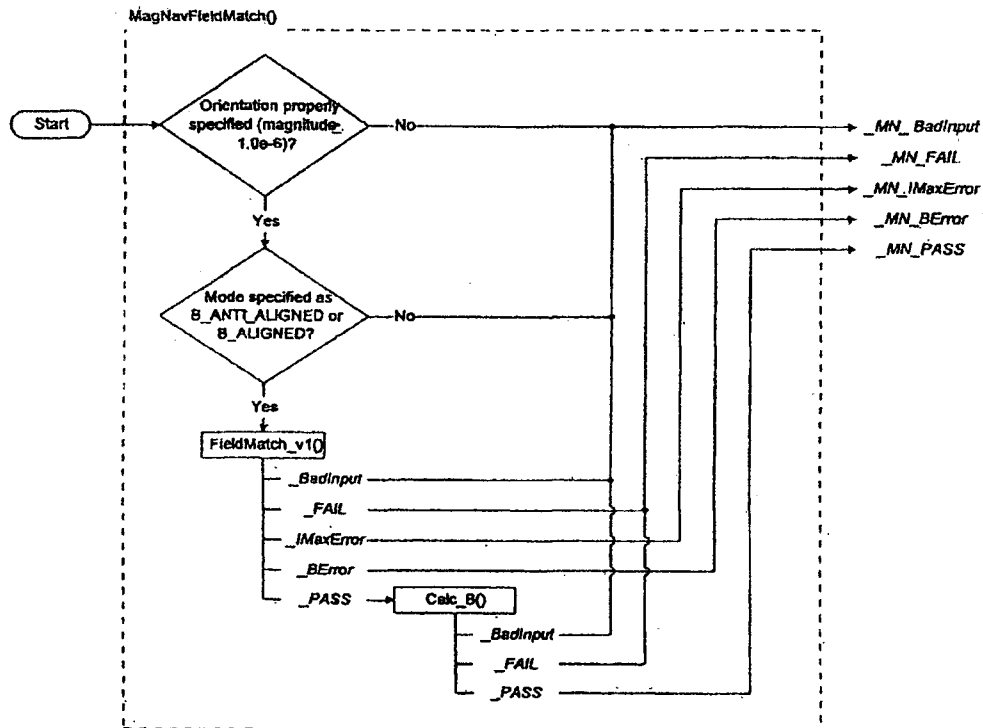 MagNavFieldMatch()
Start
Orientation properly
specified (magnitude
1.0e-6)?
No
_MN_BadInput
_MN_FAIL
_MN_IMaxError
_MN_BError
_MN_PASS
Yes
Mode specified as
B_ANTI_ALIGNED or
B_ALIGNED?
No
Yes
FieldMatch_v1()
_BadInput
_FAIL
_IMaxError
_BError
_PASS
Calc_B()
_BadInput
_FAIL
_PASS